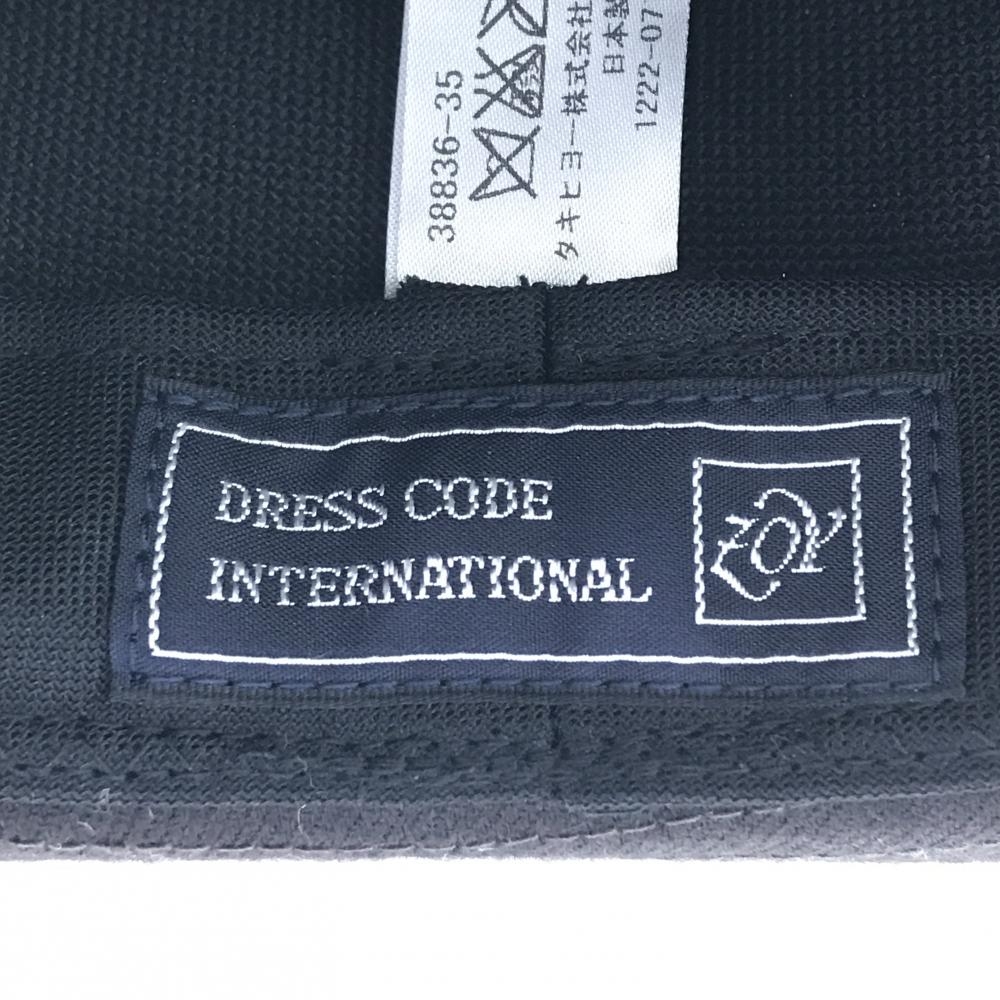 38836-35
タキヒヨー株式会社
日本製
1222-07
DRESS CODE
INTERNATIONAL
ZOY